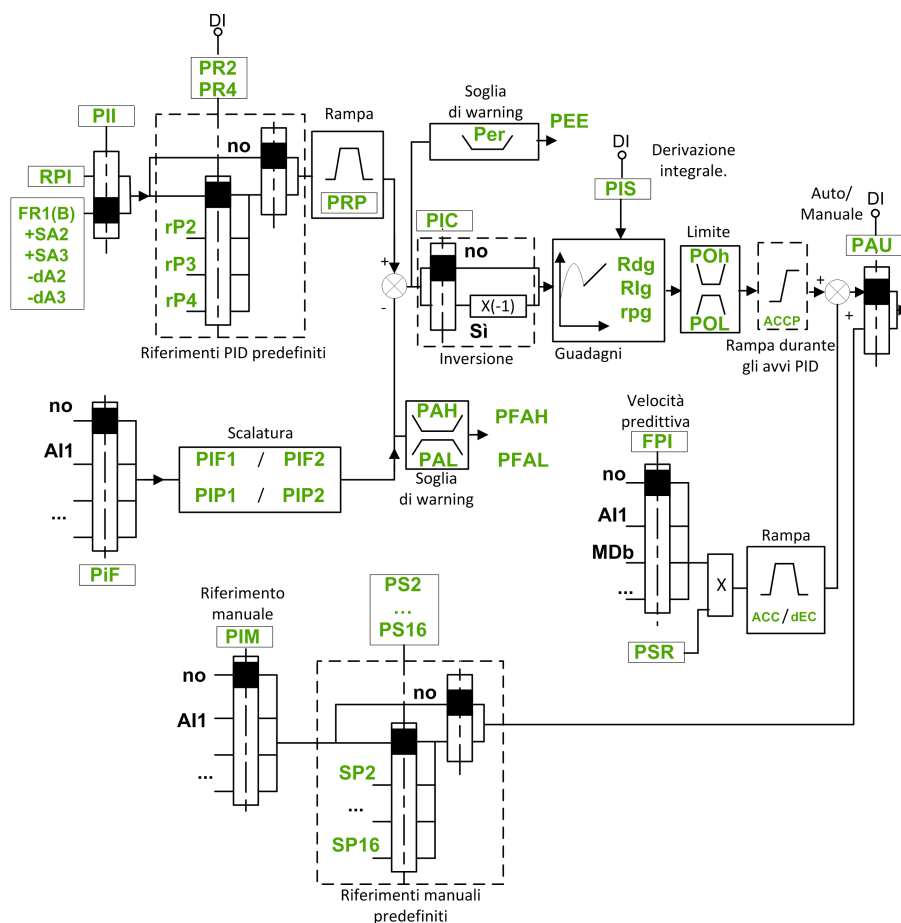 DI
PR2
PR4
PII
no
RPI
FR1(B)
+SA2
+SA3
-dA2
-dA3
rP2
rP3
rP4
Riferimenti PID predefiniti
Rampa
PRP
Soglia
di warning
Per
PEE
+
-
PIC
no
X(-1)
Sì
Inversione
DI
PIS
Derivazione
integrale.
Rdg
RIg
rpg
Guadagni
Limite
POh
POL
ACCP
Rampa durante
gli avvi PID
+
+
Auto/
Manuale
DI
PAU
no
AI1
...
PiF
Scalatura
PIF1 / PIF2
PIP1 / PIP2
PAH
PAL
Soglia
di warning
PFAH
PFAL
Velocità
predittiva
FPI
no
AI1
MDb
...
PSR
X
Rampa
ACC / dEC
Riferimento
manuale
PIM
no
AI1
...
PS2
...
PS16
no
SP2
...
SP16
Riferimenti manuali
predefiniti